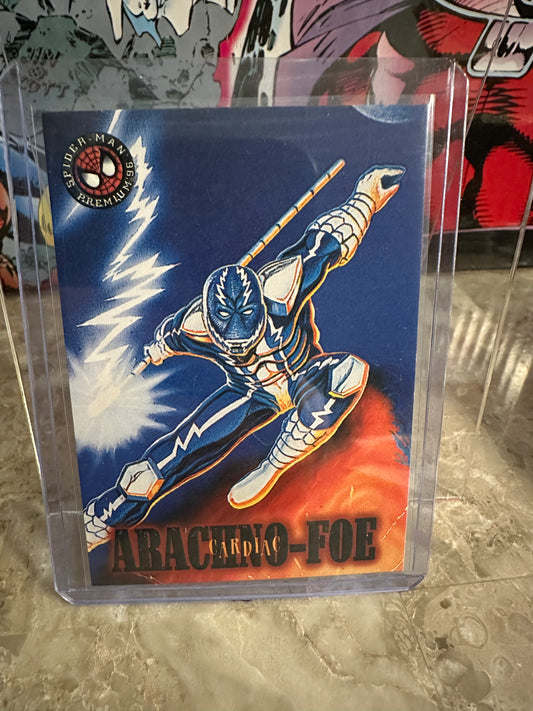 SPIDER-MAN
PREMIUM '96
ARACHNO-FOE
CARDIAC